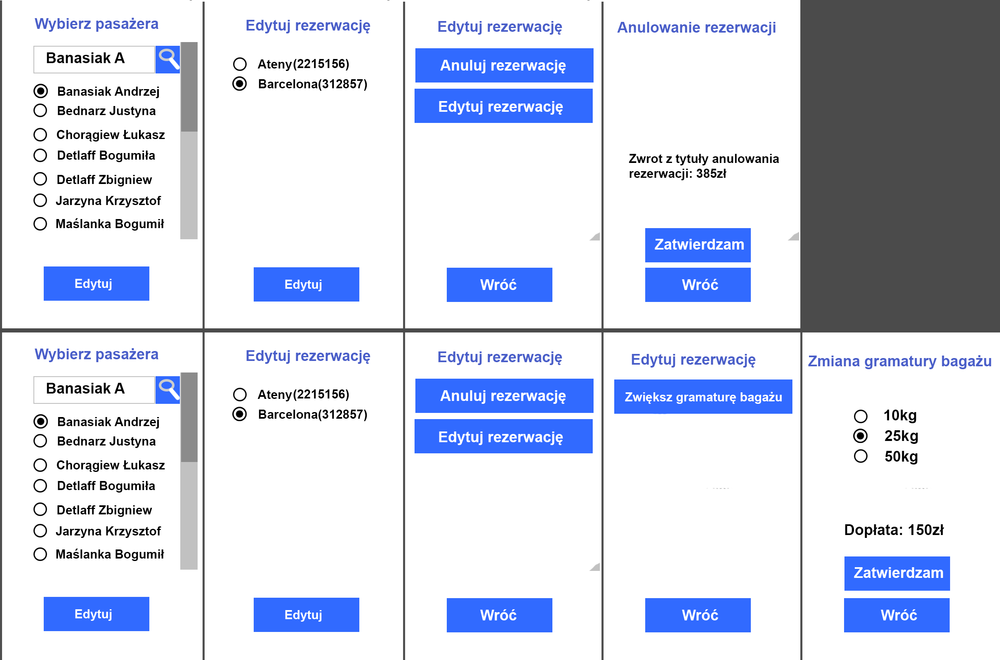 Wybierz pasażera
Banasiak A
Banasiak Andrzej
Bednarz Justyna
Chorągiew Łukasz
Detlaff Bogumiła
Detlaff Zbigniew
Jarzyna Krzysztof
Maślanka Bogumił
Edytuj
Edytuj rezerwację
Ateny(2215156)
Barcelona(312857)
Edytuj
Edytuj rezerwację
Anuluj rezerwację
Edytuj rezerwację
Wróć
Anulowanie rezerwacji
Zwrot z tytuły anulowania
rezerwacji: 385zł
Zatwierdzam
Wróć
Wybierz pasażera
Banasiak A
Banasiak Andrzej
Bednarz Justyna
Chorągiew Łukasz
Detlaff Bogumiła
Detlaff Zbigniew
Jarzyna Krzysztof
Maślanka Bogumił
Edytuj
Edytuj rezerwację
Ateny(2215156)
Barcelona(312857)
Edytuj
Edytuj rezerwację
Anuluj rezerwację
Edytuj rezerwację
Wróć
Edytuj rezerwację
Zwiększ gramaturę bagażu
Wróć
Zmiana gramatury bagażu
10kg
25kg
50kg
Dopłata: 150zł
Zatwierdzam
Wróć